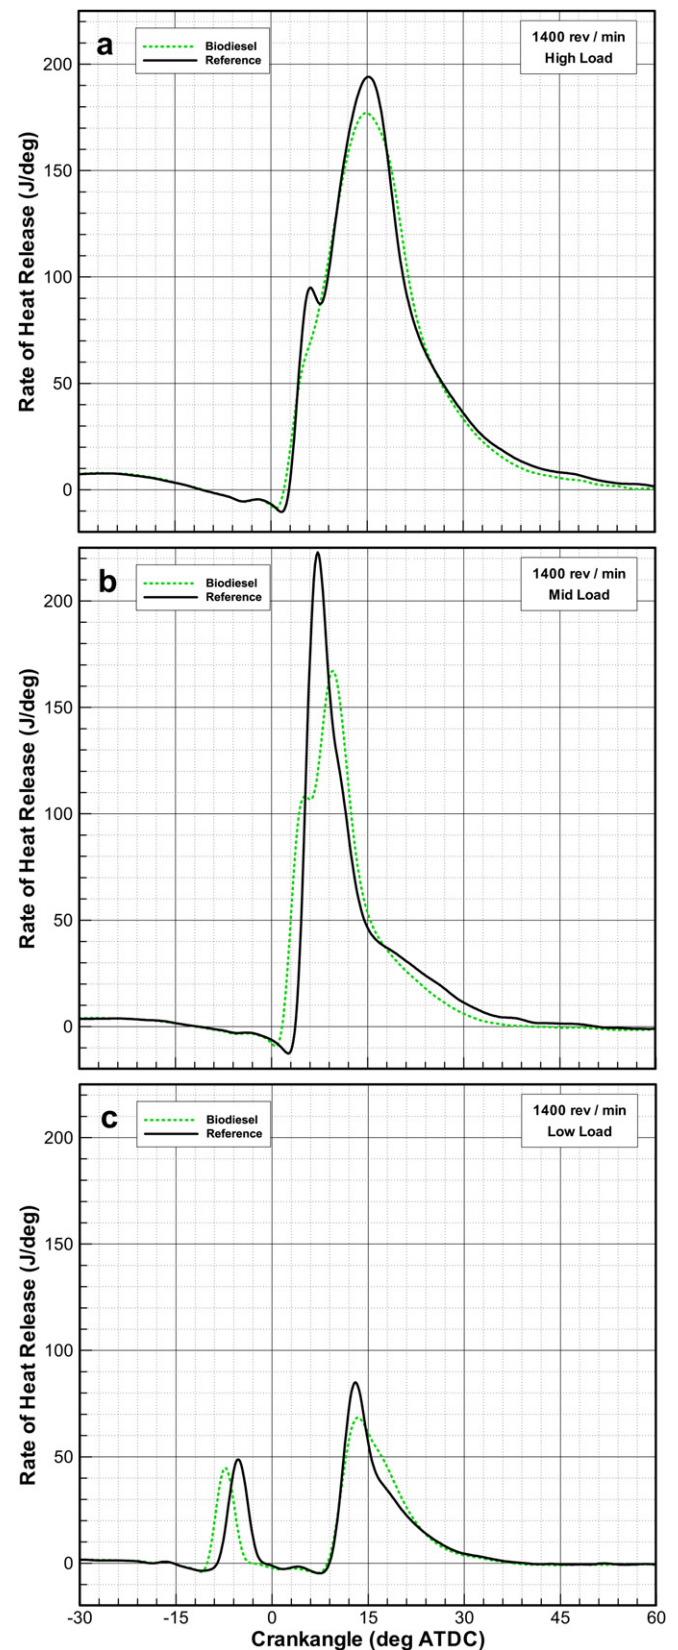 a
Biodiesel
Reference
1400 rev / min
High Load
200
150
100
50
0
Rate of Heat Release (J/deg)
b
Biodiesel
Reference
1400 rev / min
Mid Load
200
150
100
50
0
Rate of Heat Release (J/deg)
c
Biodiesel
Reference
1400 rev / min
Low Load
200
150
100
50
0
Rate of Heat Release (J/deg)
-30 -15 0 15 30 45 60
Crankangle (deg ATDC)